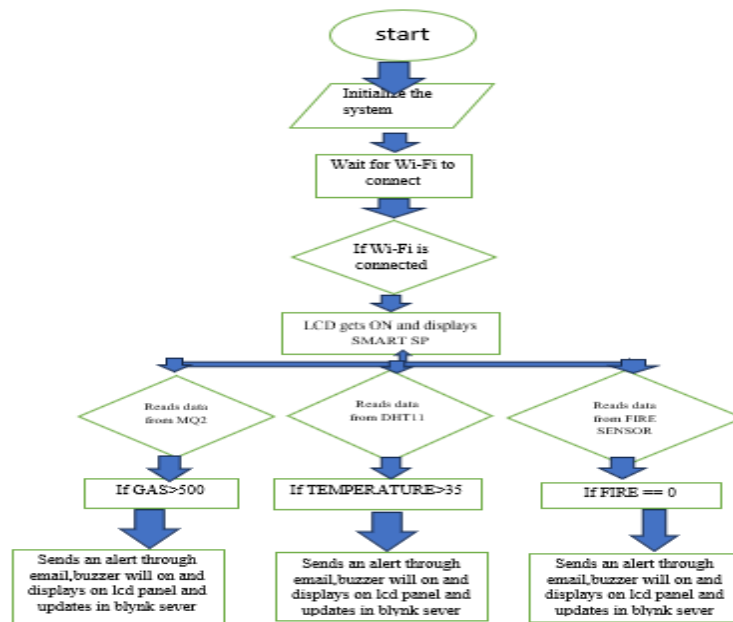 start
Initialize the
system
Wait for Wi-Fi to
connect
If Wi-Fi is
connected
LCD gets ON and displays
SMART SP
Reads data
from MQ2
Reads data
from DHT11
Reads data
from FIRE
SENSOR
If GAS>500
If TEMPERATURE>35
If FIRE == 0
Sends an alert through
email,buzzer will on and
displays on lcd panel and
updates in blynk sever
Sends an alert through
email,buzzer will on and
displays on lcd panel and
updates in blynk sever
Sends an alert through
email,buzzer will on and
displays on lcd panel and
updates in blynk sever